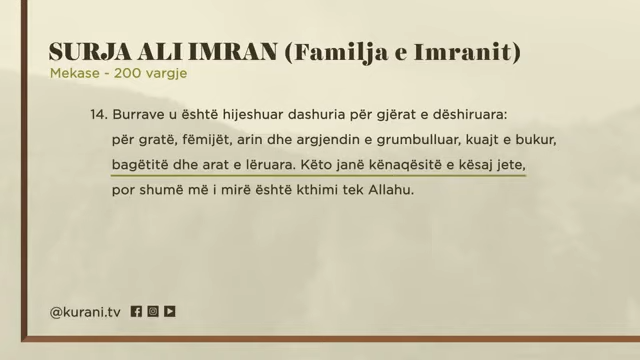 SURJA ALI IMRAN (Familja e Imranit)
Mekase - 200 vargje
14. Burrave u është hijeshuar dashuria për gjërat e dëshiruara:
për gratë, fëmijët, arin dhe argjendin e grumbulluar, kuajt e bukur,
bagëtitë dhe arat e lëruara. Këto janë kënaqësitë e kësaj jete,
por shumë më i mirë është kthimi tek Allahu.
@kurani.tv